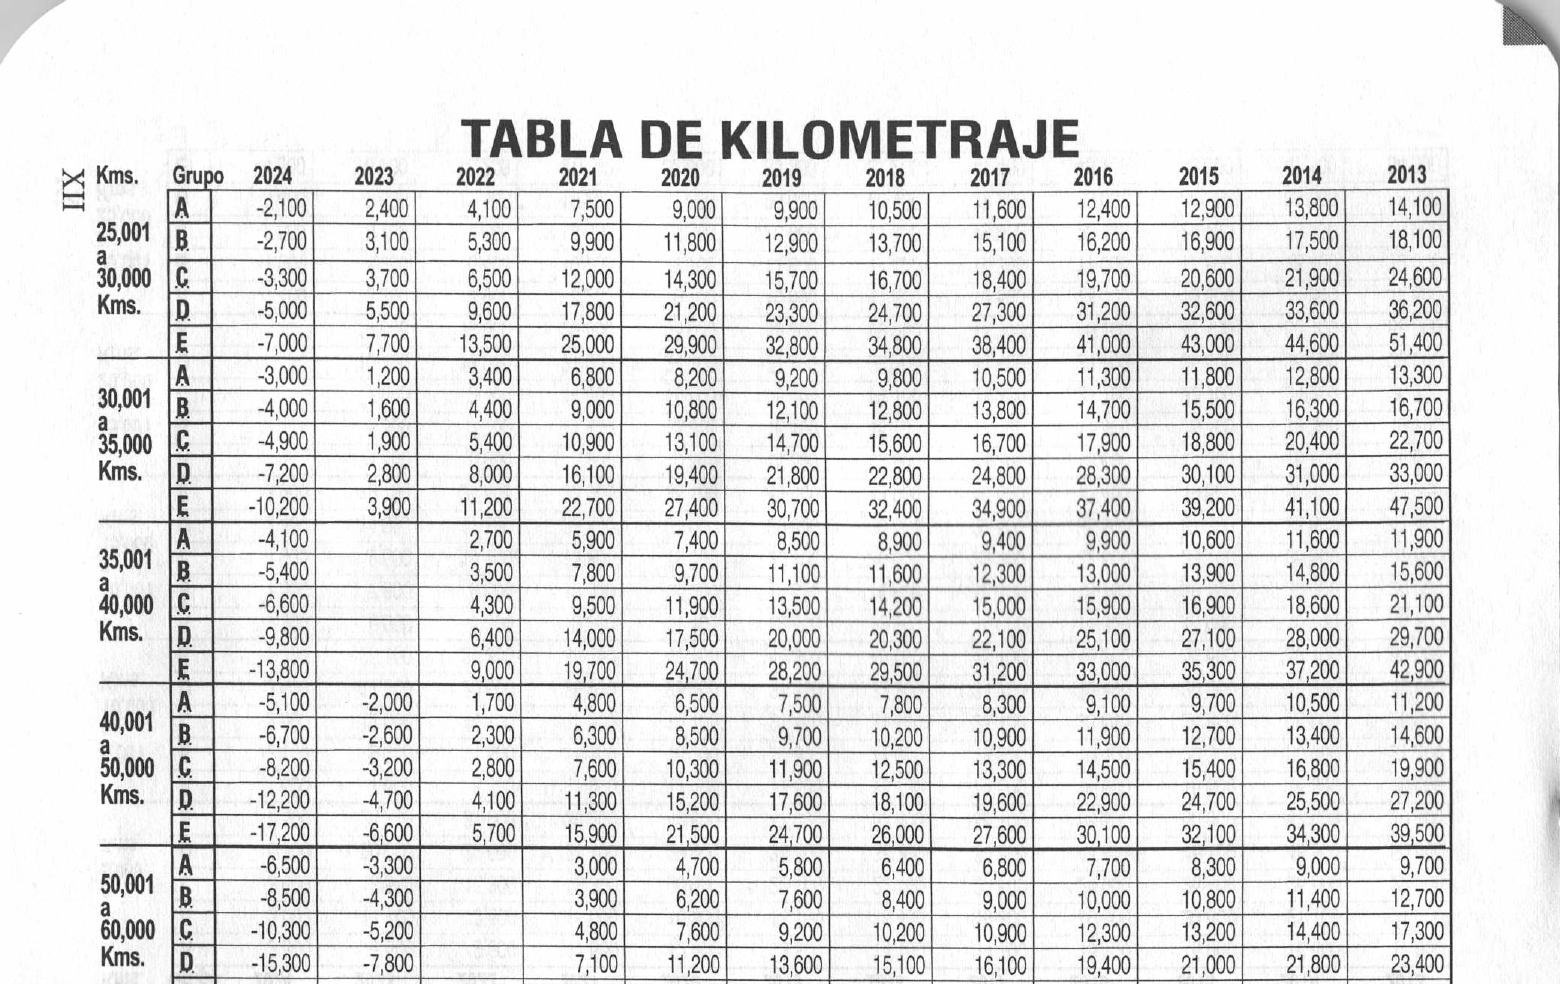 TABLA DE KILOMETRAJE
XII
Kms. Grupo 2024 2023 2022 2021 2020 2019 2018 2017 2016 2015 2014 2013
25,001 a 30,000 Kms.
A -2,100 2,400 4,100 7,500 9,000 9,900 10,500 11,600 12,400 12,900 13,800 14,100
B -2,700 3,100 5,300 9,900 11,800 12,900 13,700 15,100 16,200 16,900 17,500 18,100
C -3,300 3,700 6,500 12,000 14,300 15,700 16,700 18,400 19,700 20,600 21,900 24,600
D -5,000 5,500 9,600 17,800 21,200 23,300 24,700 27,300 31,200 32,600 33,600 36,200
E -7,000 7,700 13,500 25,000 29,900 32,800 34,800 38,400 41,000 43,000 44,600 51,400
30,001 a 35,000 Kms.
A -3,000 1,200 3,400 6,800 8,200 9,200 9,800 10,500 11,300 11,800 12,800 13,300
B -4,000 1,600 4,400 9,000 10,800 12,100 12,800 13,800 14,700 15,500 16,300 16,700
C -4,900 1,900 5,400 10,900 13,100 14,700 15,600 16,700 17,900 18,800 20,400 22,700
D -7,200 2,800 8,000 16,100 19,400 21,800 22,800 24,800 28,300 30,100 31,000 33,000
E -10,200 3,900 11,200 22,700 27,400 30,700 32,400 34,900 37,400 39,200 41,100 47,500
35,001 a 40,000 Kms.
A -4,100 2,700 5,900 7,400 8,500 8,900 9,400 9,900 10,600 11,600 11,900
B -5,400 3,500 7,800 9,700 11,100 11,600 12,300 13,000 13,900 14,800 15,600
C -6,600 4,300 9,500 11,900 13,500 14,200 15,000 15,900 16,900 18,600 21,100
D -9,800 6,400 14,000 17,500 20,000 20,300 22,100 25,100 27,100 28,000 29,700
E -13,800 9,000 19,700 24,700 28,200 29,500 31,200 33,000 35,300 37,200 42,900
40,001 a 50,000 Kms.
A -5,100 -2,000 1,700 4,800 6,500 7,500 7,800 8,300 9,100 9,700 10,500 11,200
B -6,700 -2,600 2,300 6,300 8,500 9,700 10,200 10,900 11,900 12,700 13,400 14,600
C -8,200 -3,200 2,800 7,600 10,300 11,900 12,500 13,300 14,500 15,400 16,800 19,900
D -12,200 -4,700 4,100 11,300 15,200 17,600 18,100 19,600 22,900 24,700 25,500 27,200
E -17,200 -6,600 5,700 15,900 21,500 24,700 26,000 27,600 30,100 32,100 34,300 39,500
50,001 a 60,000 Kms.
A -6,500 -3,300 3,000 4,700 5,800 6,400 6,800 7,700 8,300 9,000 9,700
B -8,500 -4,300 3,900 6,200 7,600 8,400 9,000 10,000 10,800 11,400 12,700
C -10,300 -5,200 4,800 7,600 9,200 10,200 10,900 12,300 13,200 14,400 17,300
D -15,300 -7,800 7,100 11,200 13,600 15,100 16,100 19,400 21,000 21,800 23,400